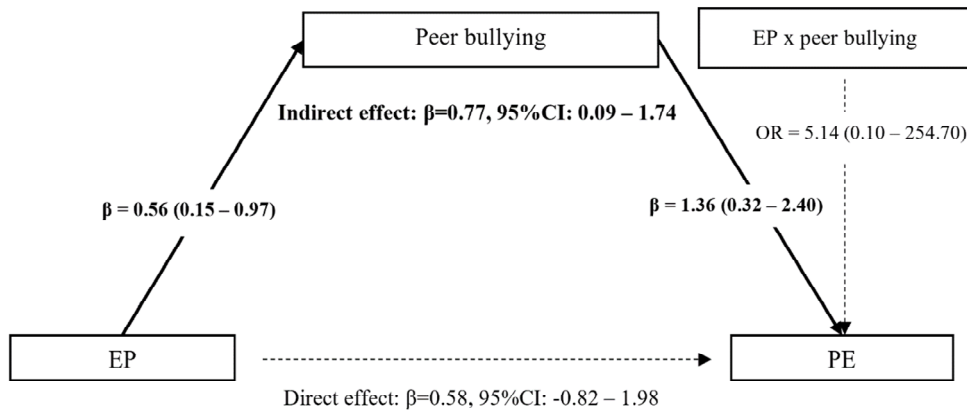 Peer bullying
EP x peer bullying
Indirect effect: β=0.77, 95%CI: 0.09 – 1.74
OR = 5.14 (0.10 – 254.70)
β = 0.56 (0.15 – 0.97)
β = 1.36 (0.32 – 2.40)
EP
PE
Direct effect: β=0.58, 95%CI: -0.82 – 1.98